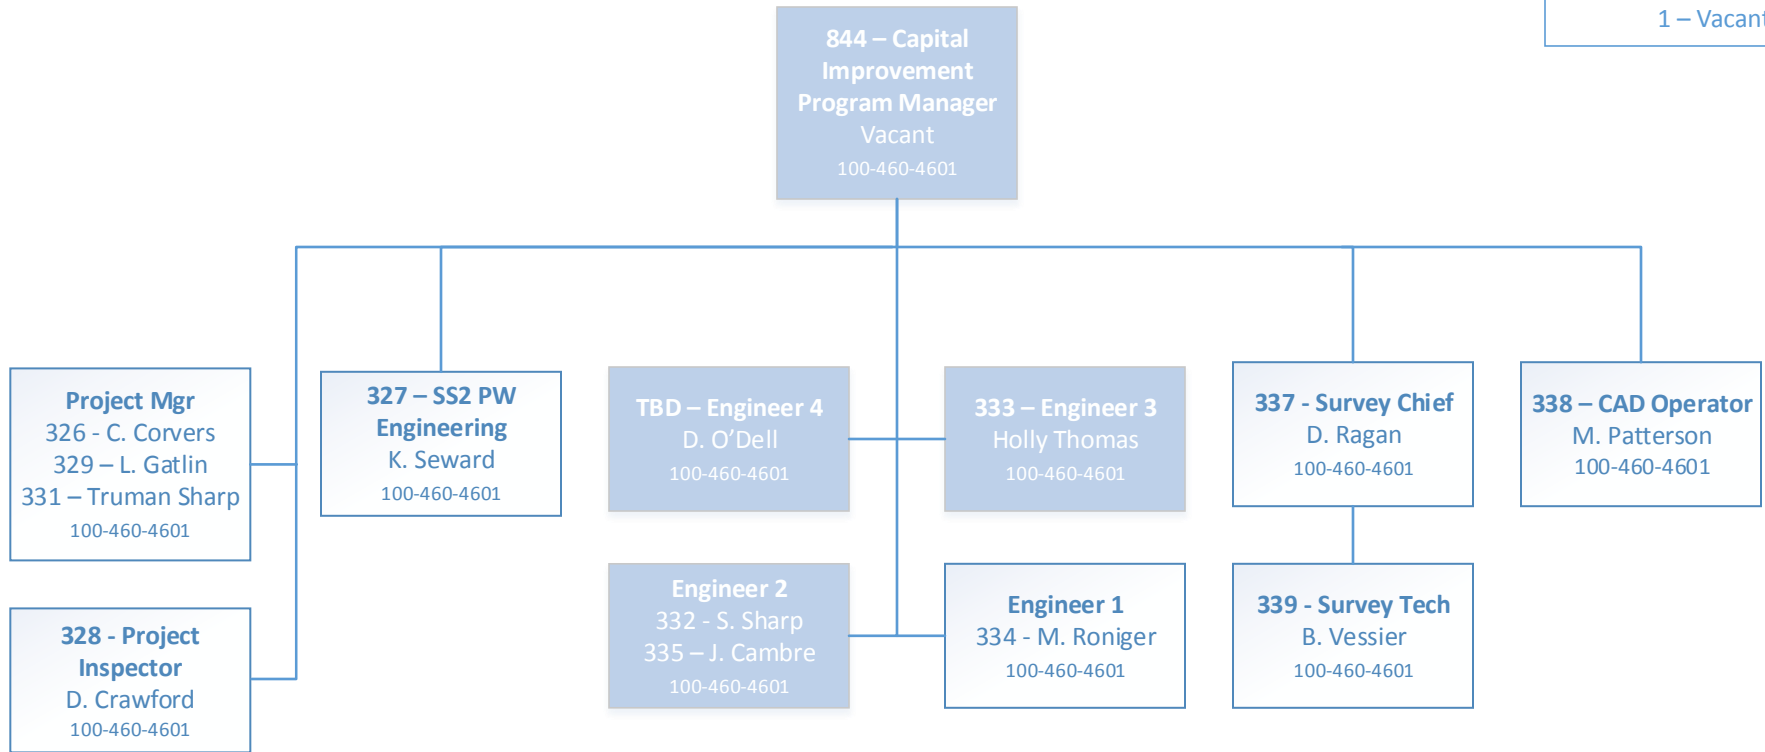 1 – Vacant
844 – Capital
Improvement
Program Manager
Vacant
100-460-4601
Project Mgr
326 - C. Corvers
329 – L. Gatlin
331 – Truman Sharp
100-460-4601
327 – SS2 PW
Engineering
K. Seward
100-460-4601
TBD – Engineer 4
D. O’Dell
100-460-4601
333 – Engineer 3
Holly Thomas
100-460-4601
337 - Survey Chief
D. Ragan
100-460-4601
338 – CAD Operator
M. Patterson
100-460-4601
328 - Project
Inspector
D. Crawford
100-460-4601
Engineer 2
332 - S. Sharp
335 – J. Cambre
100-460-4601
Engineer 1
334 - M. Roniger
100-460-4601
339 - Survey Tech
B. Vessier
100-460-4601